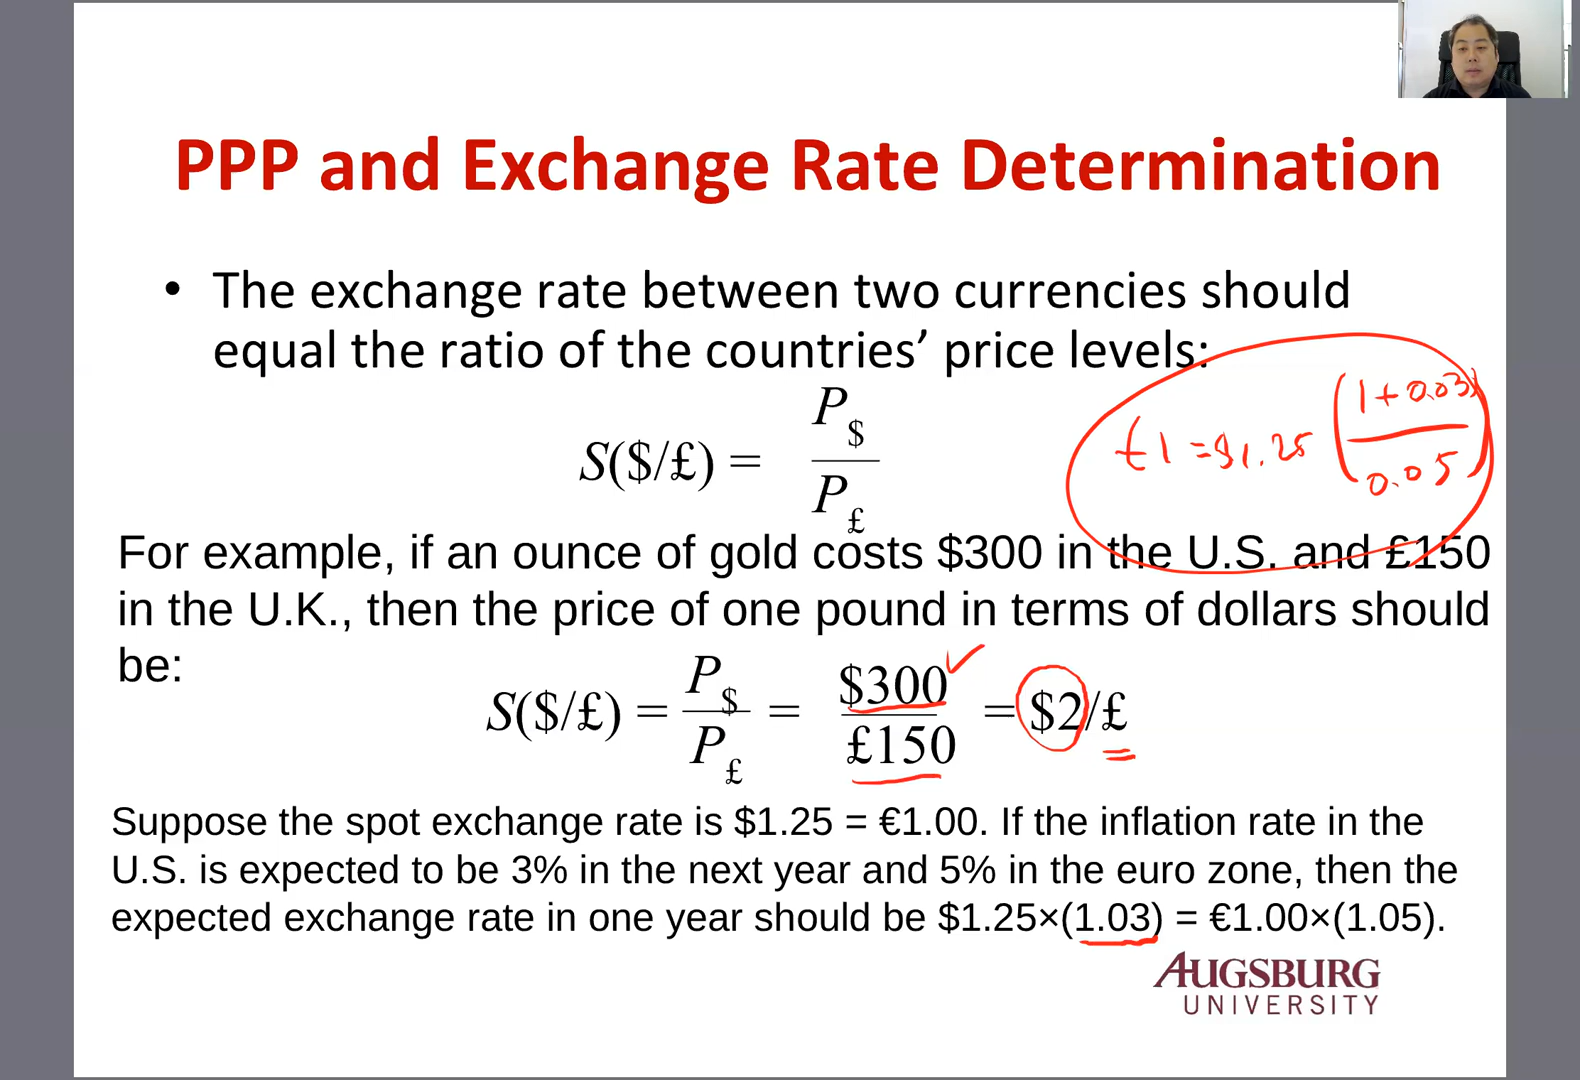 PPP and Exchange Rate Determination
• The exchange rate between two currencies should
equal the ratio of the countries’ price levels:
S($/£) = P$ / P£
€1 = $1.25 (1 + 0.03 / 0.05)
For example, if an ounce of gold costs $300 in the U.S. and £150
in the U.K., then the price of one pound in terms of dollars should
be:
S($/£) = P$ / P£ = $300 / £150 = $2/£
Suppose the spot exchange rate is $1.25 = €1.00. If the inflation rate in the
U.S. is expected to be 3% in the next year and 5% in the euro zone, then the
expected exchange rate in one year should be $1.25×(1.03) = €1.00×(1.05).
AUGSBURG
UNIVERSITY